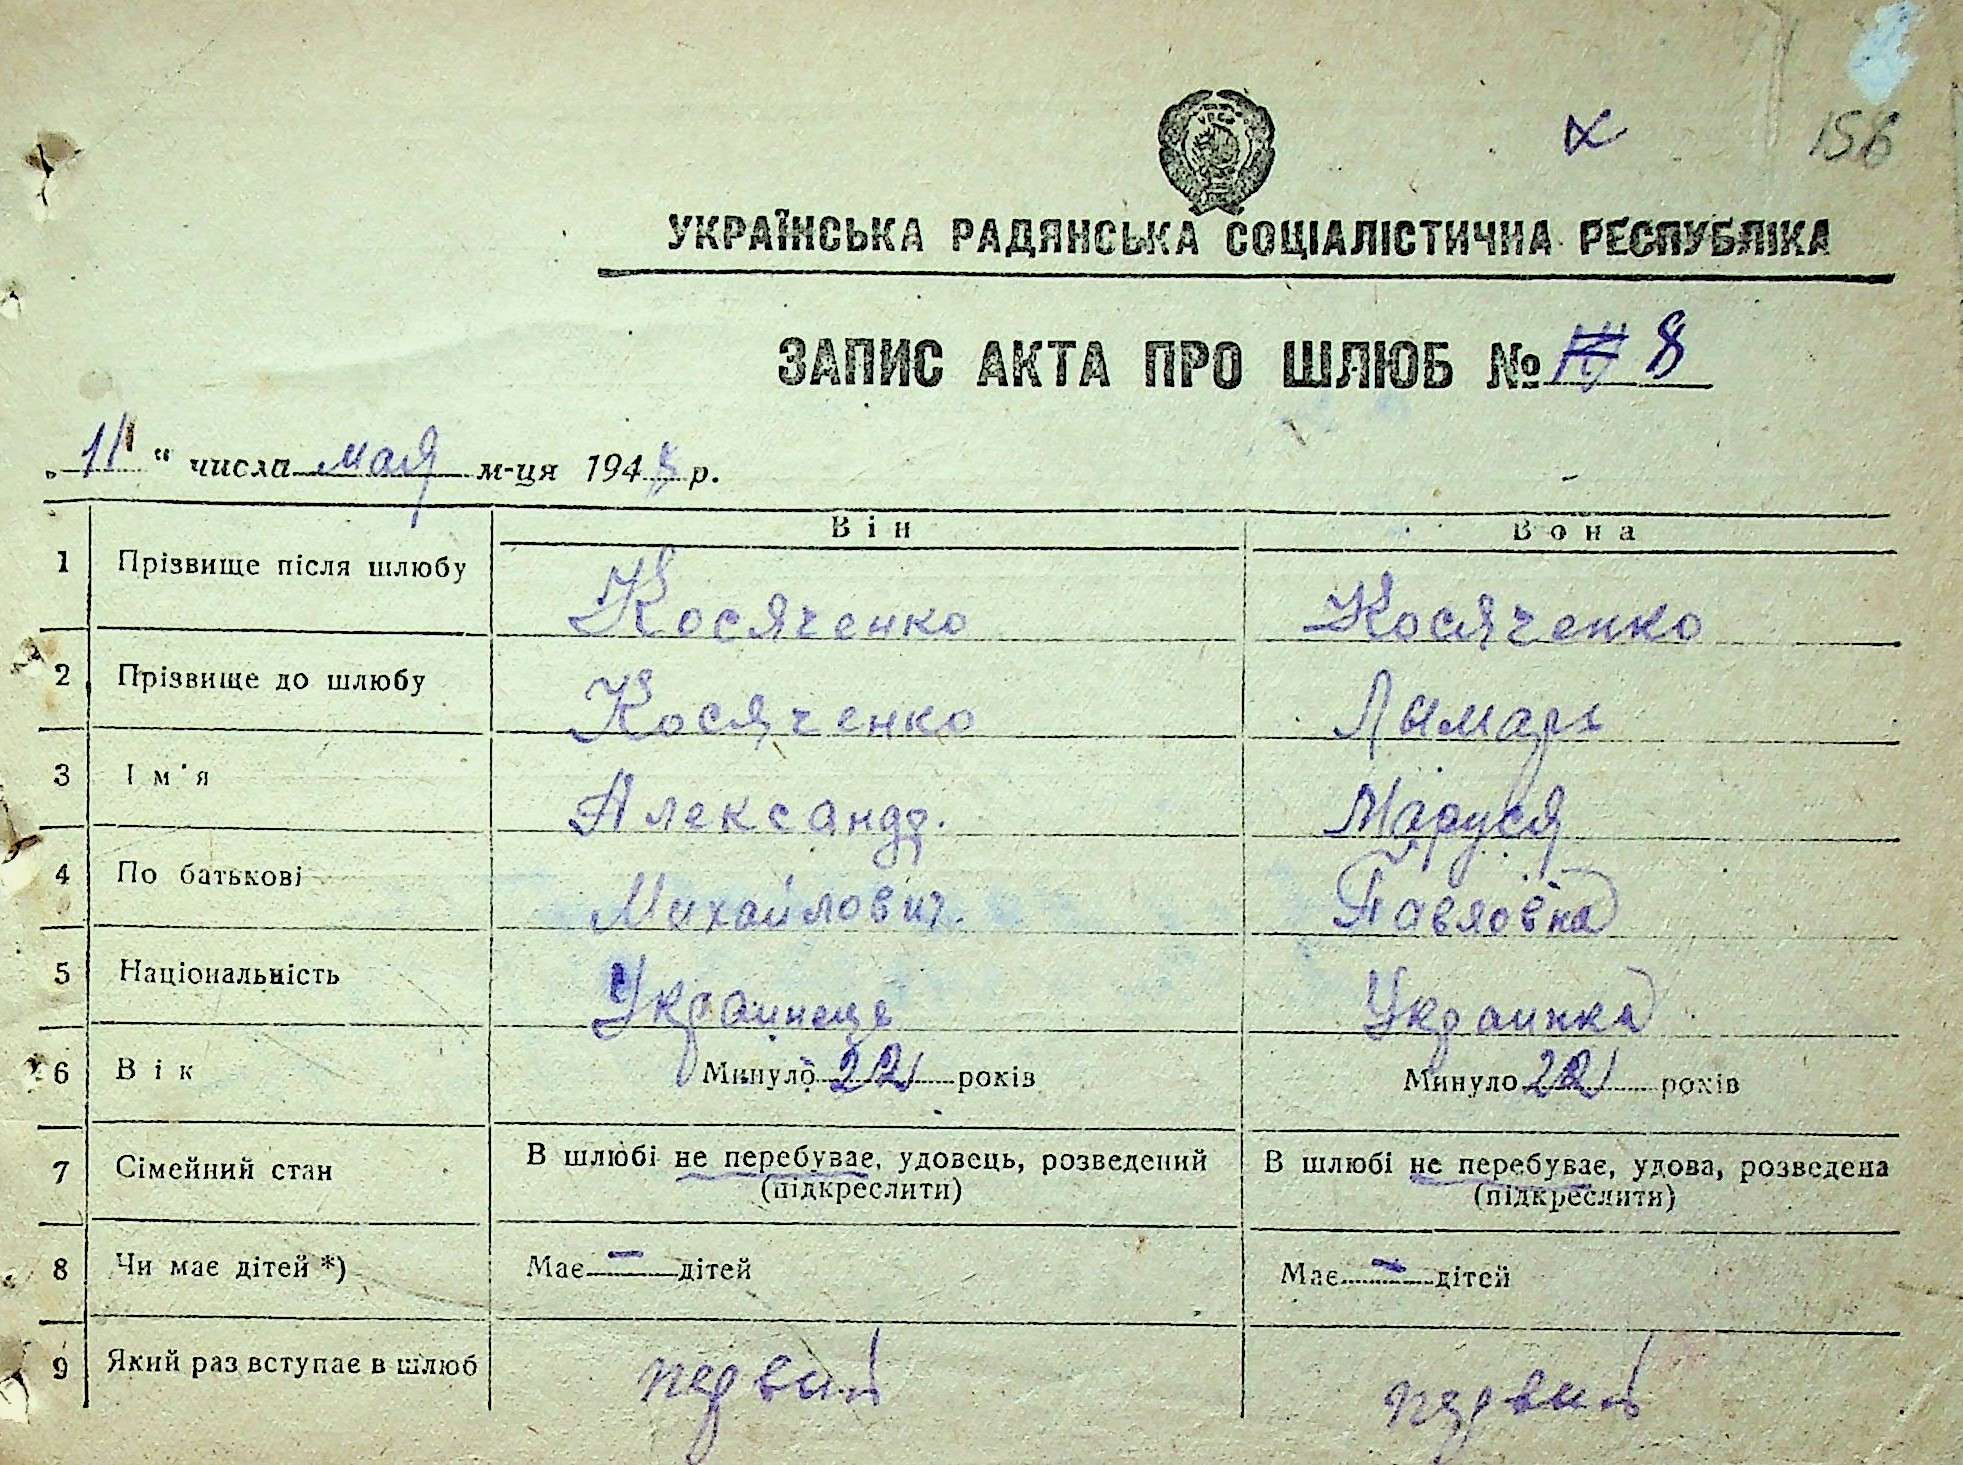 156
УКРАЇНСЬКА РАДЯНСЬКА СОЦІАЛІСТИЧНА РЕСПУБЛІКА
ЗАПИС АКТА ПРО ШЛЮБ № 8
„11“ числа мая м-ця 194 р.
Він Вона
1 Прізвище після шлюбу Косяченко Косяченко
2 Прізвище до шлюбу Косяченко Лымарь
3 Ім'я Александр. Маруся
4 По батькові Михайлович. Павловна
5 Національність Украинець Украинка
6 Вік Минуло 22 років Минуло років
7 Сімейний стан В шлюбі не перебуває, удовець, розведений В шлюбі не перебуває, удова, розведена
(підкреслити) (підкреслити)
8 Чи має дітей *) Має — дітей Має — дітей
9 Який раз вступає в шлюб первий первий